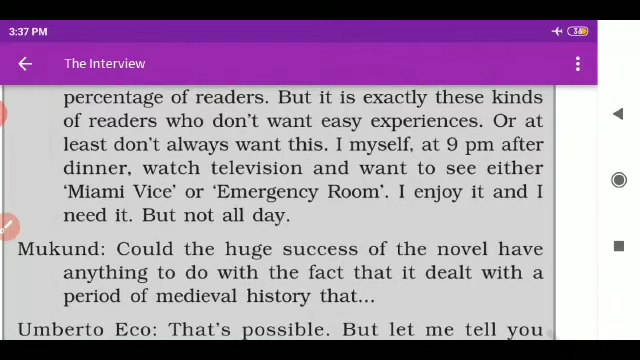 3:37 PM
36
The Interview
percentage of readers. But it is exactly these kinds
of readers who don't want easy experiences. Or at
least don't always want this. I myself, at 9 pm after
dinner, watch television and want to see either
'Miami Vice' or 'Emergency Room'. I enjoy it and I
need it. But not all day.
Mukund: Could the huge success of the novel have
anything to do with the fact that it dealt with a
period of medieval history that...
Umberto Eco: That's possible. But let me tell you